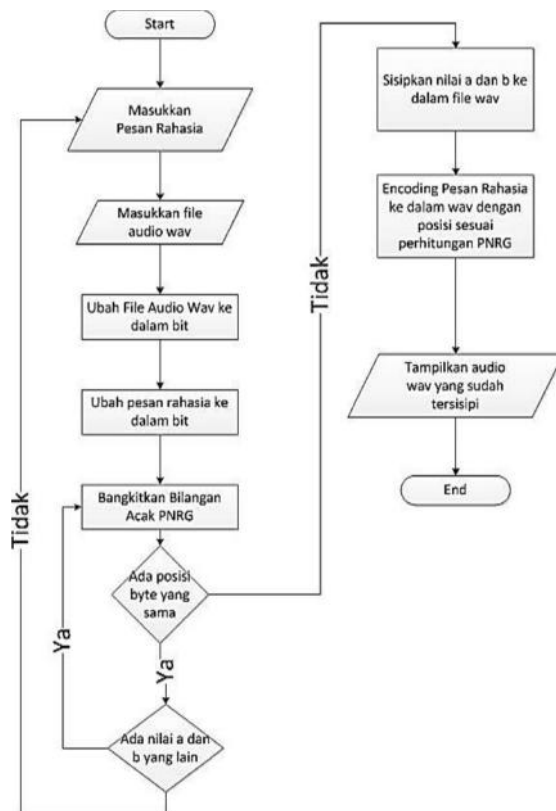 Start
Masukkan
Pesan Rahasia
Masukkan file
audio wav
Ubah File Audio Wav ke
dalam bit
Ubah pesan rahasia ke
dalam bit
Bangkitkan Bilangan
Acak PNRG
Ada posisi
byte yang
sama
Ya
Ada nilai a dan
b yang lain
Ya
Tidak
Tidak
Sisipkan nilai a dan b ke
dalam file wav
Encoding Pesan Rahasia
ke dalam wav dengan
posisi sesuai
perhitungan PNRG
Tampilkan audio
wav yang sudah
tersisipi
End